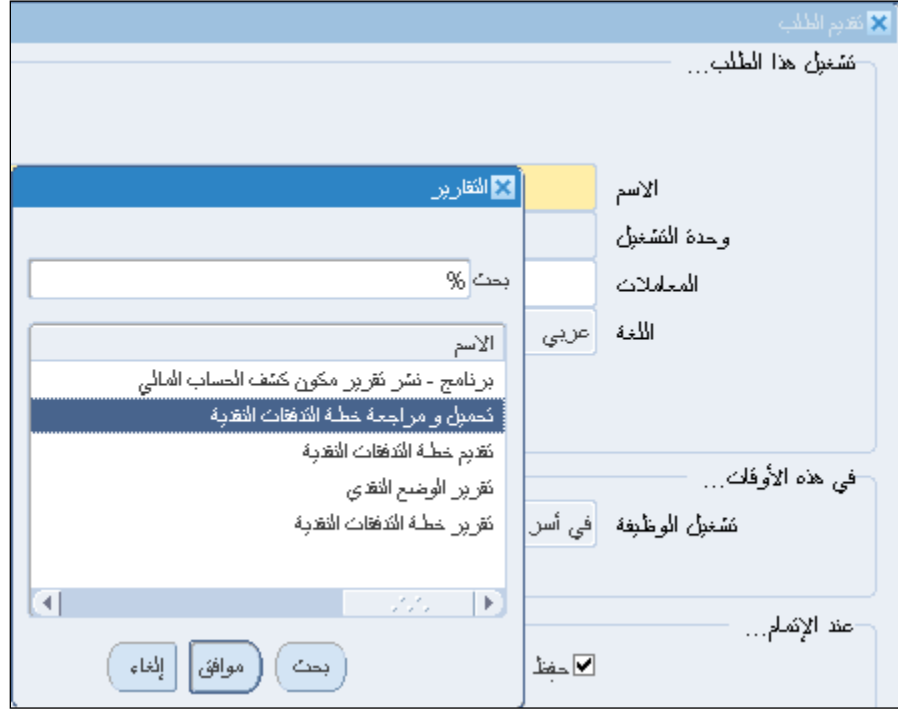 تقديم الطلب
تشغيل هذا الطلب...
الاسم
وحدة التشغيل
المعاملات
اللغة
عربي
التقارير
بحث %
الاسم
برنامج - نشر تقرير مكون كشف الحساب المالي
تحميل و مراجعة خطة التدفقات النقدية
تقديم خطة التدفقات النقدية
تقرير الوضع النقدي
تقرير خطة التدفقات النقدية
بحث
موافق
إلغاء
في هذه الأوقات...
تشغيل الوظيفة
في أسر
عند الإتمام...
حفظ